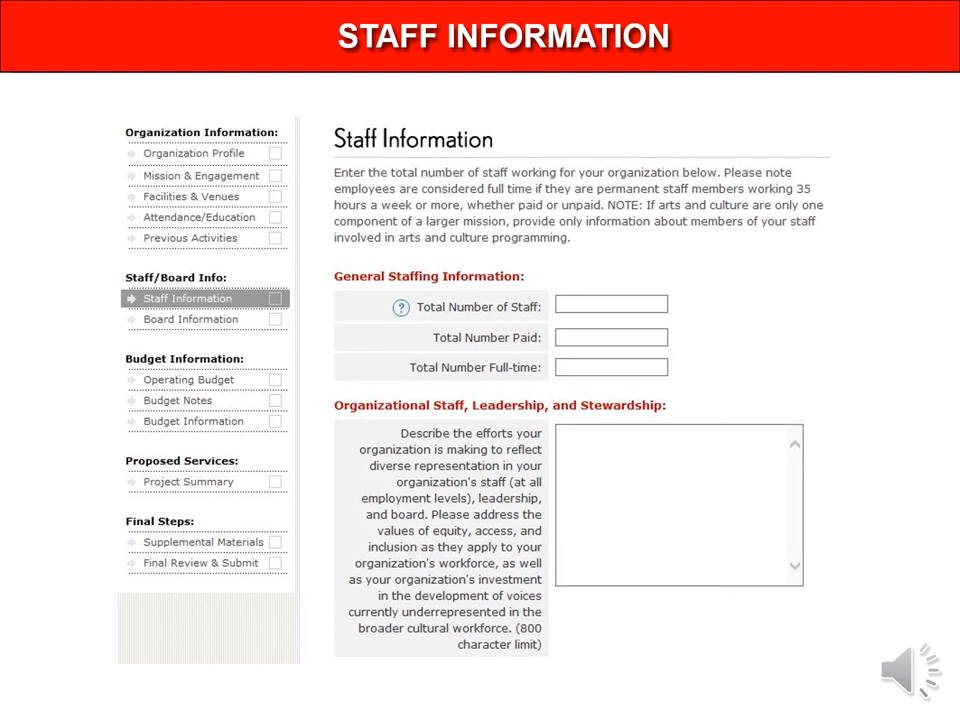 STAFF INFORMATION
Organization Information:
Organization Profile
Mission & Engagement
Facilities & Venues
Attendance/Education
Previous Activities
Staff/Board Info:
Staff Information
Board Information
Budget Information:
Operating Budget
Budget Notes
Budget Information
Proposed Services:
Project Summary
Final Steps:
Supplemental Materials
Final Review & Submit
Staff Information
Enter the total number of staff working for your organization below. Please note
employees are considered full time if they are permanent staff members working 35
hours a week or more, whether paid or unpaid. NOTE: If arts and culture are only one
component of a larger mission, provide only information about members of your staff
involved in arts and culture programming.
General Staffing Information:
? Total Number of Staff:
Total Number Paid:
Total Number Full-time:
Organizational Staff, Leadership, and Stewardship:
Describe the efforts your
organization is making to reflect
diverse representation in your
organization's staff (at all
employment levels), leadership,
and board. Please address the
values of equity, access, and
inclusion as they apply to your
organization's workforce, as well
as your organization's investment
in the development of voices
currently underrepresented in the
broader cultural workforce. (800
character limit)